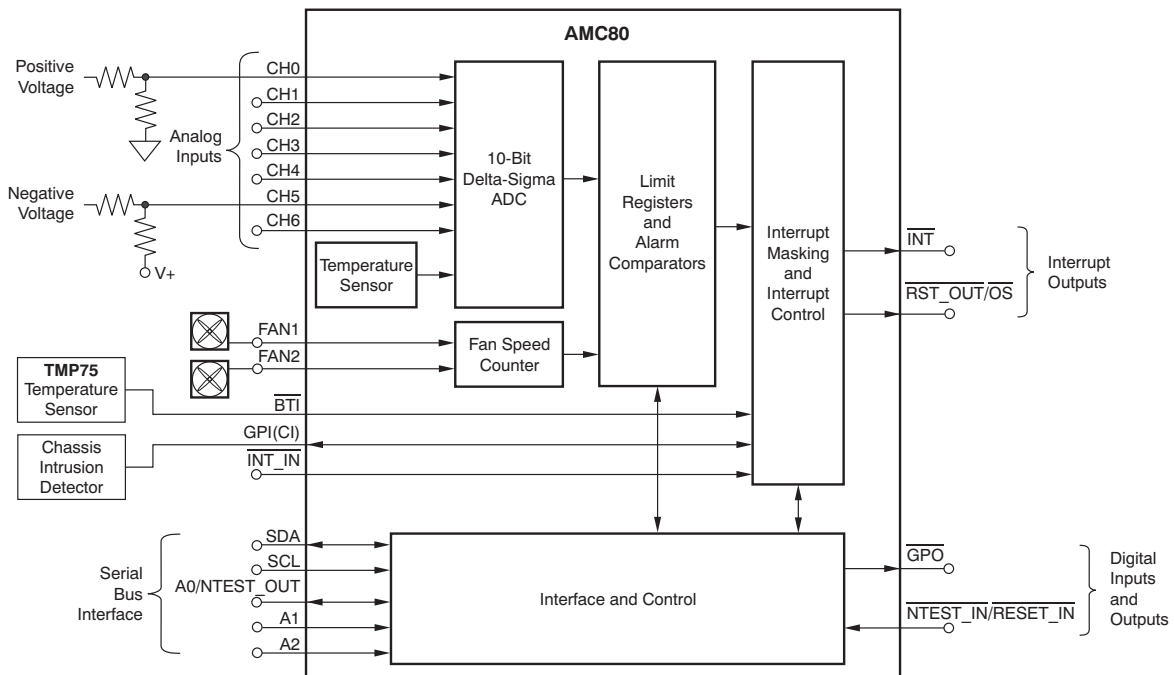 AMC80
Positive
Voltage
Analog
Inputs
Negative
Voltage
V+
CH0
CH1
CH2
CH3
CH4
CH5
CH6
10-Bit
Delta-Sigma
ADC
Temperature
Sensor
Limit
Registers
and
Alarm
Comparators
Interrupt
Masking
and
Interrupt
Control
INT
RST_OUT/OS
Interrupt
Outputs
FAN1
FAN2
Fan Speed
Counter
TMP75
Temperature
Sensor
BTI
Chassis
Intrusion
Detector
GPI(CI)
INT_IN
Serial
Bus
Interface
SDA
SCL
A0/NTEST_OUT
A1
A2
Interface and Control
GPO
NTEST_IN/RESET_IN
Digital
Inputs
and
Outputs